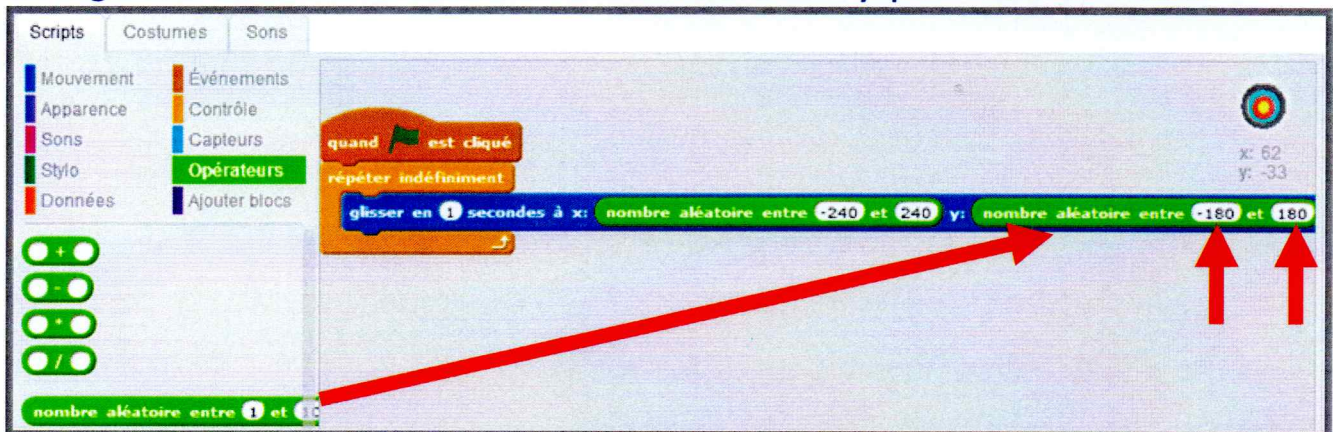 Scripts Costumes Sons
Mouvement Événements
Apparence Contrôle
Sons Capteurs
Stylo Opérateurs
Données Ajouter blocs
+
-
*
/
nombre aléatoire entre 1 et
quand est cliqué
répéter indéfiniment
glisser en 1 secondes à x: nombre aléatoire entre -240 et 240 y: nombre aléatoire entre -180 et 180
x: 62
y: -33